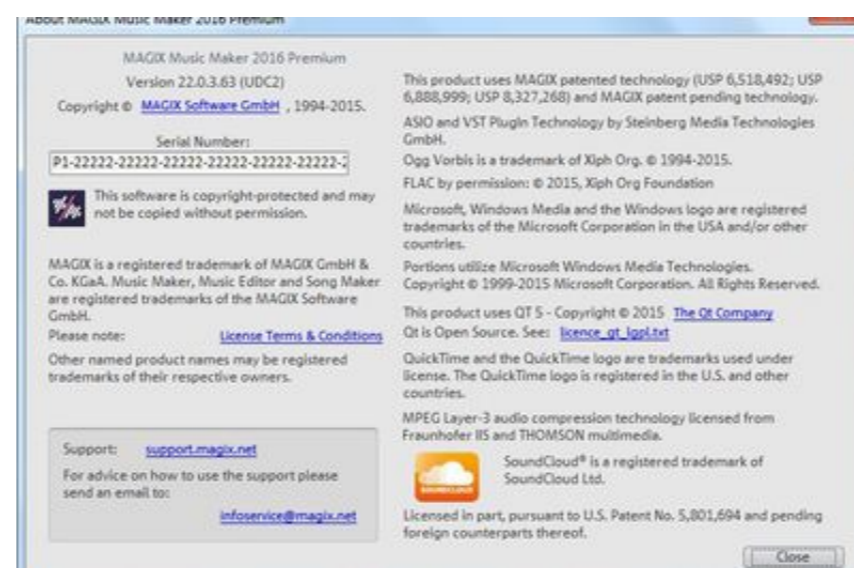 About MAGIX Music Maker 2016 Premium
MAGIX Music Maker 2016 Premium
Version 22.0.3.63 (UDC2)
Copyright © MAGIX Software GmbH , 1994-2015.
Serial Number:
P1-22222-22222-22222-22222-22222-22222-2
This software is copyright-protected and may
not be copied without permission.
MAGIX is a registered trademark of MAGIX GmbH &
Co. KGaA. Music Maker, Music Editor and Song Maker
are registered trademarks of the MAGIX Software
GmbH.
Please note: License Terms & Conditions
Other named product names may be registered
trademarks of their respective owners.
Support: support.magix.net
For advice on how to use the support please
send an email to:
infoservice@magix.net
This product uses MAGIX patented technology (USP 6,518,492; USP
6,888,999; USP 8,327,268) and MAGIX patent pending technology.
ASIO and VST PlugIn Technology by Steinberg Media Technologies
GmbH.
Ogg Vorbis is a trademark of Xiph Org. © 1994-2015.
FLAC by permission: © 2015, Xiph Org Foundation
Microsoft, Windows Media and the Windows logo are registered
trademarks of the Microsoft Corporation in the USA and/or other
countries.
Portions utilize Microsoft Windows Media Technologies.
Copyright © 1999-2015 Microsoft Corporation. All Rights Reserved.
This product uses QT 5 - Copyright © 2015 The Qt Company
Qt is Open Source. See: licence_qt_lgpl.txt
QuickTime and the QuickTime logo are trademarks used under
license. The QuickTime logo is registered in the U.S. and other
countries.
MPEG Layer-3 audio compression technology licensed from
Fraunhofer IIS and THOMSON multimedia.
SOUNDCLOUD
SoundCloud® is a registered trademark of
SoundCloud Ltd.
Licensed in part, pursuant to U.S. Patent No. 5,801,694 and pending
foreign counterparts thereof.
Close